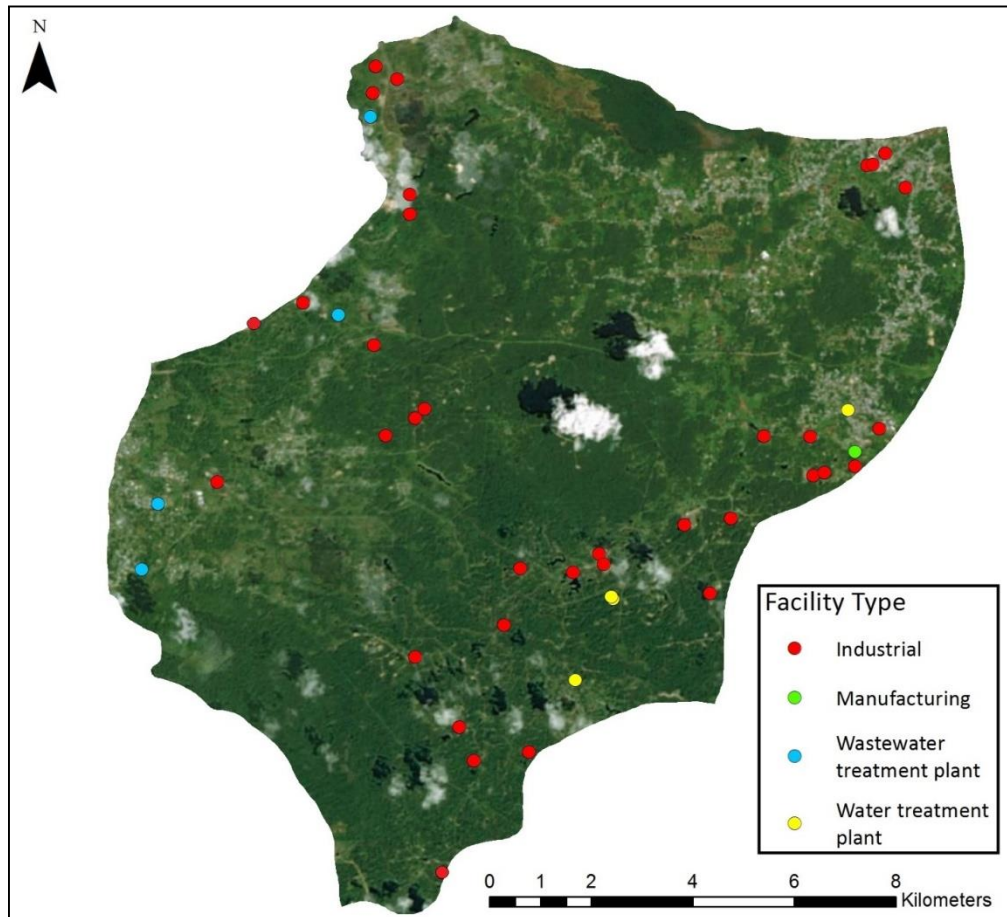 N
Facility Type
Industrial
Manufacturing
Wastewater
treatment plant
Water treatment
plant
0 1 2 4 6 8
Kilometers